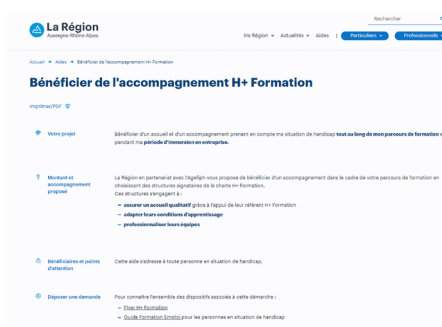 La Région
Auvergne-Rhône-Alpes
Rechercher
Ma Région Actualités Aides | Particuliers Professionnels
Accueil → Aides → Bénéficier de l'accompagnement H+ Formation
Bénéficier de l'accompagnement H+ Formation
Imprimer/PDF
Votre projet
Bénéficier d'un accueil et d'un accompagnement prenant en compte ma situation de handicap tout au long de mon parcours de formation
pendant ma période d'immersion en entreprise.
Montant et
accompagnement
proposé
La Région en partenariat avec l'Agefiph vous propose de bénéficier d'un accompagnement dans le cadre de votre parcours de formation en
choisissant des structures signataires de la charte H+ Formation.
Ces structures s'engagent à :
→ assurer un accueil qualitatif grâce à l'appui de leur référent H+ Formation
→ adapter leurs conditions d'apprentissage
→ professionnaliser leurs équipes
Bénéficiaires et points
d'attention
Cette aide s'adresse à toute personne en situation de handicap.
Déposer une demande
Pour connaître l'ensemble des dispositifs associés à cette démarche :
→ Flyer H+ Formation
→ Guide Formation Emploi pour les personnes en situation de handicap